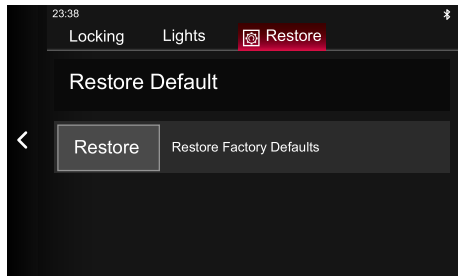 23:38
Locking Lights Restore
Restore Default
Restore Restore Factory Defaults